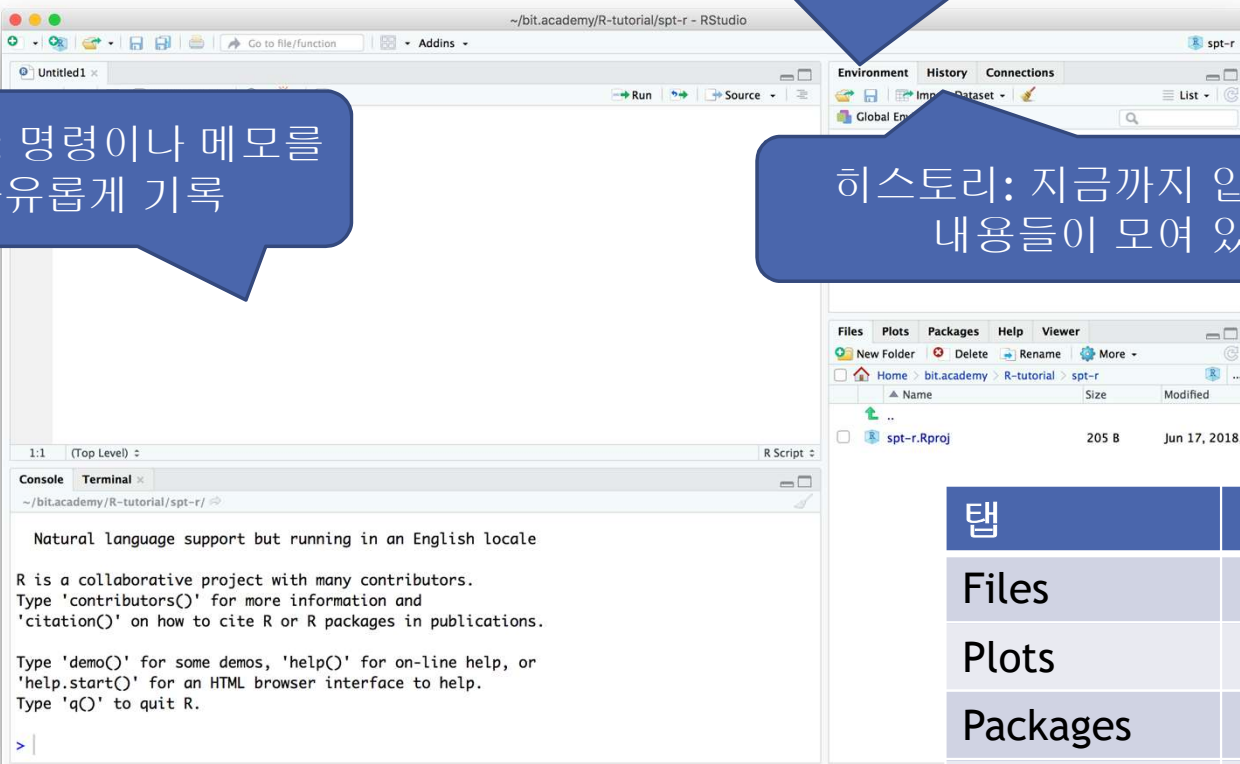 ~/bit.academy/R-tutorial/spt-r - RStudio
Go to file/function
Addins
spt-r
Untitled1
Run
Source
명령이나 메모를
유롭게 기록
1:1 (Top Level)
R Script
Console Terminal
~/bit.academy/R-tutorial/spt-r/
Natural language support but running in an English locale
R is a collaborative project with many contributors.
Type 'contributors()' for more information and
'citation()' on how to cite R or R packages in publications.
Type 'demo()' for some demos, 'help()' for on-line help, or
'help.start()' for an HTML browser interface to help.
Type 'q()' to quit R.
>
Environment History Connections
List
Global
히스토리: 지금까지
내용들이 모여
Files Plots Packages Help Viewer
New Folder Delete Rename More
Home > bit.academy > R-tutorial > spt-r ...
Name Size Modified
..
spt-r.Rproj 205 B Jun 17, 2018
탭
Files
Plots
Packages